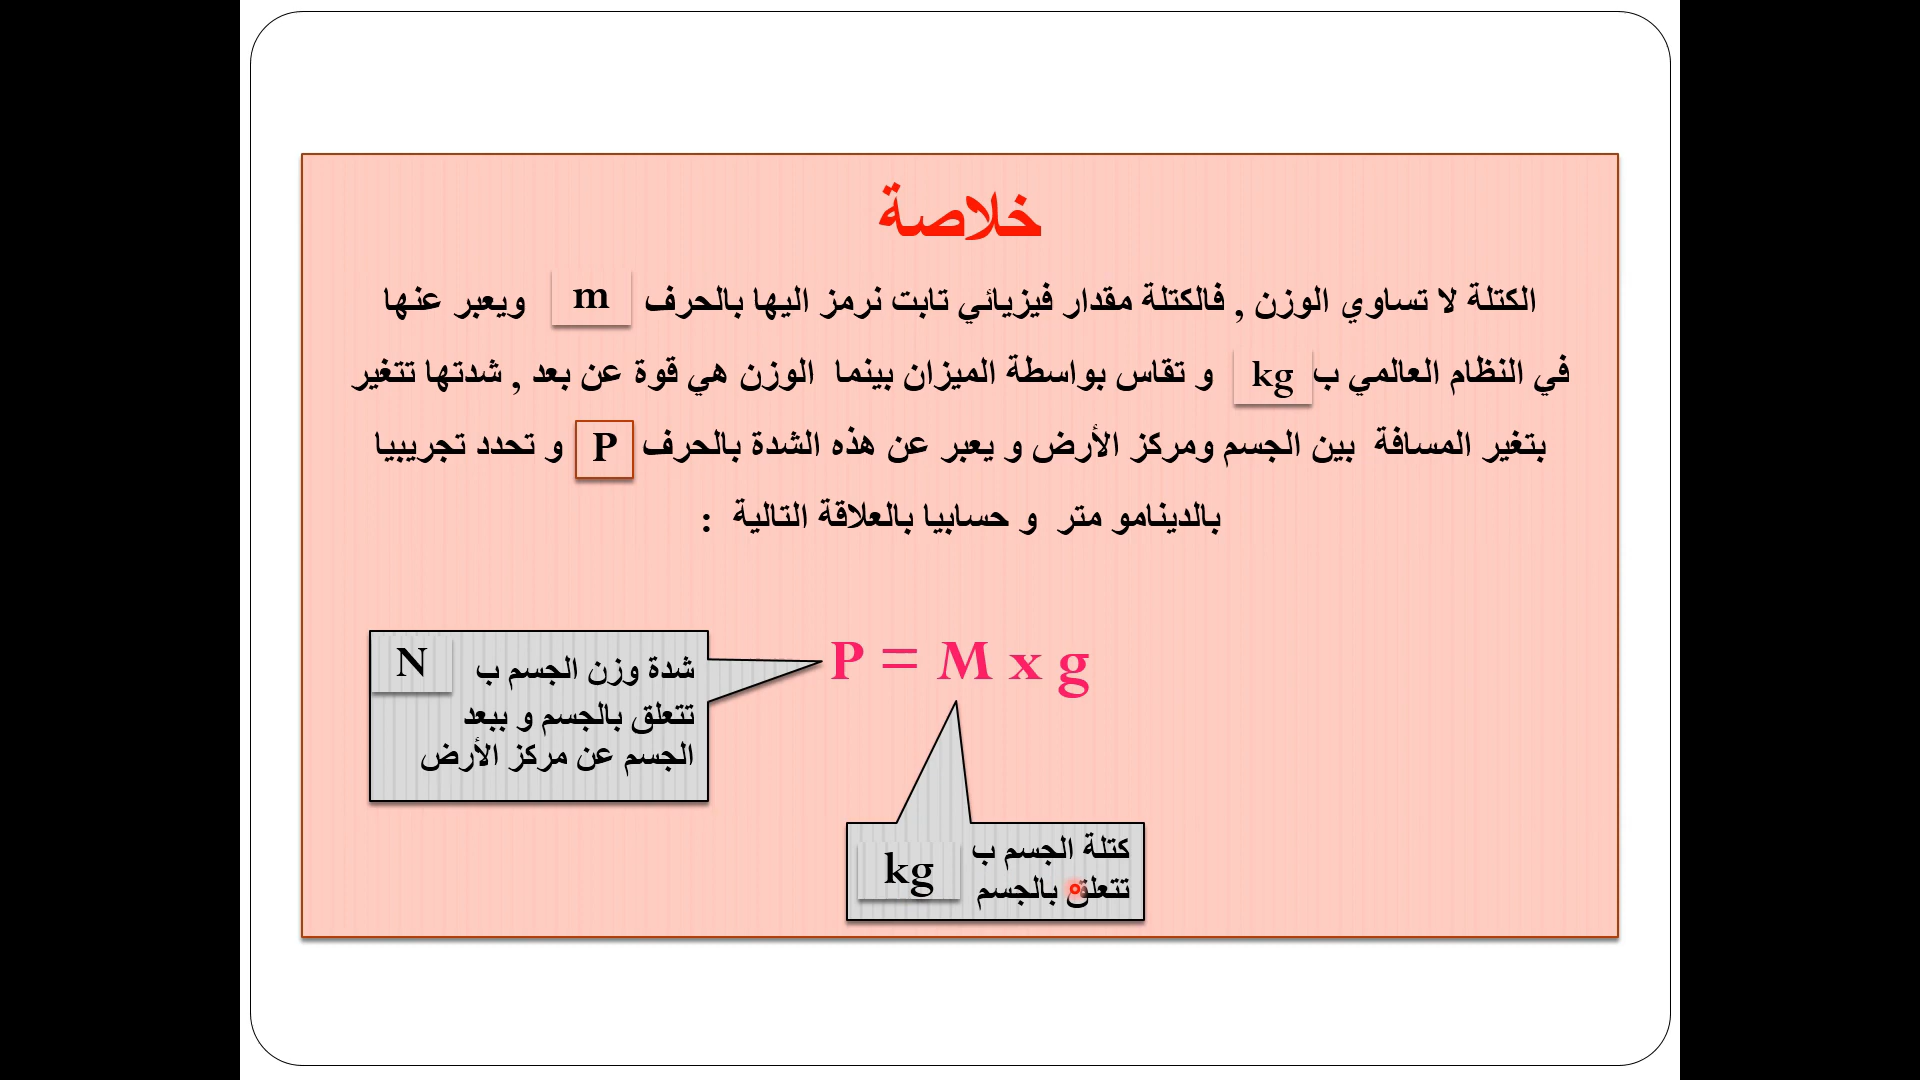 خلاصة
الكتلة لا تساوي الوزن , فالكتلة مقدار فيزيائي تابت نرمز اليها بالحرف m ويعبر عنها
في النظام العالمي ب kg و تقاس بواسطة الميزان بينما الوزن هي قوة عن بعد , شدتها تتغير
بتغير المسافة بين الجسم ومركز الأرض و يعبر عن هذه الشدة بالحرف P و تحدد تجريبيا
بالدينامو متر و حسابيا بالعلاقة التالية :
P = M x g
شدة وزن الجسم ب N
تتعلق بالجسم و ببعد
الجسم عن مركز الأرض
كتلة الجسم ب kg
تتعلق بالجسم